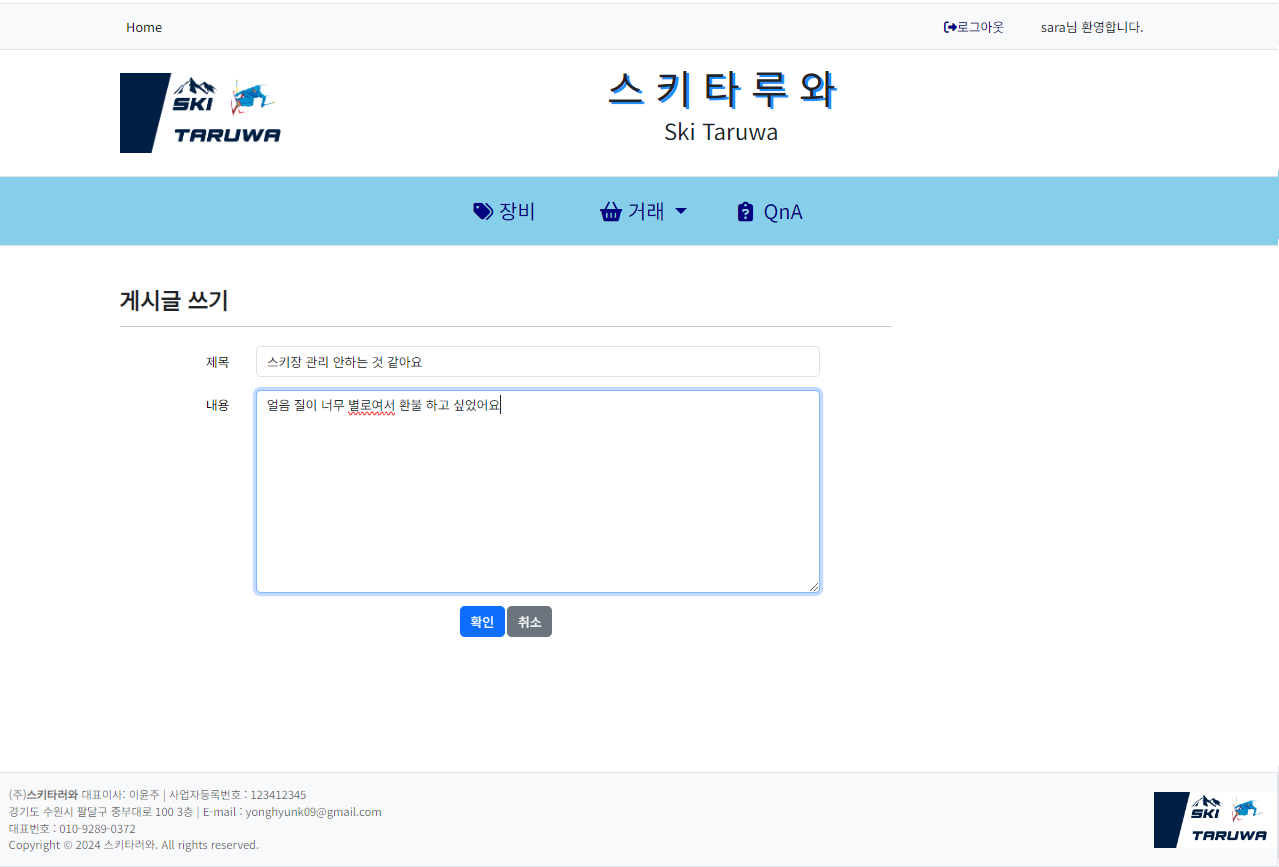 Home
로그아웃
sara님 환영합니다.
SKI
TARUWA
스키타루와
Ski Taruwa
장비
거래
QnA
게시글 쓰기
제목
스키장 관리 안하는 것 같아요
내용
얼음 질이 너무 별로여서 환불 하고 싶었어요
확인 취소
(주)스키타러와 대표이사: 이윤주 | 사업자등록번호 : 123412345
경기도 수원시 팔달구 중부대로 100 3층 | E-mail : yonghyunk09@gmail.com
대표번호 : 010-9289-0372
Copyright © 2024 스키타러와. All rights reserved.
SKI
TARUWA